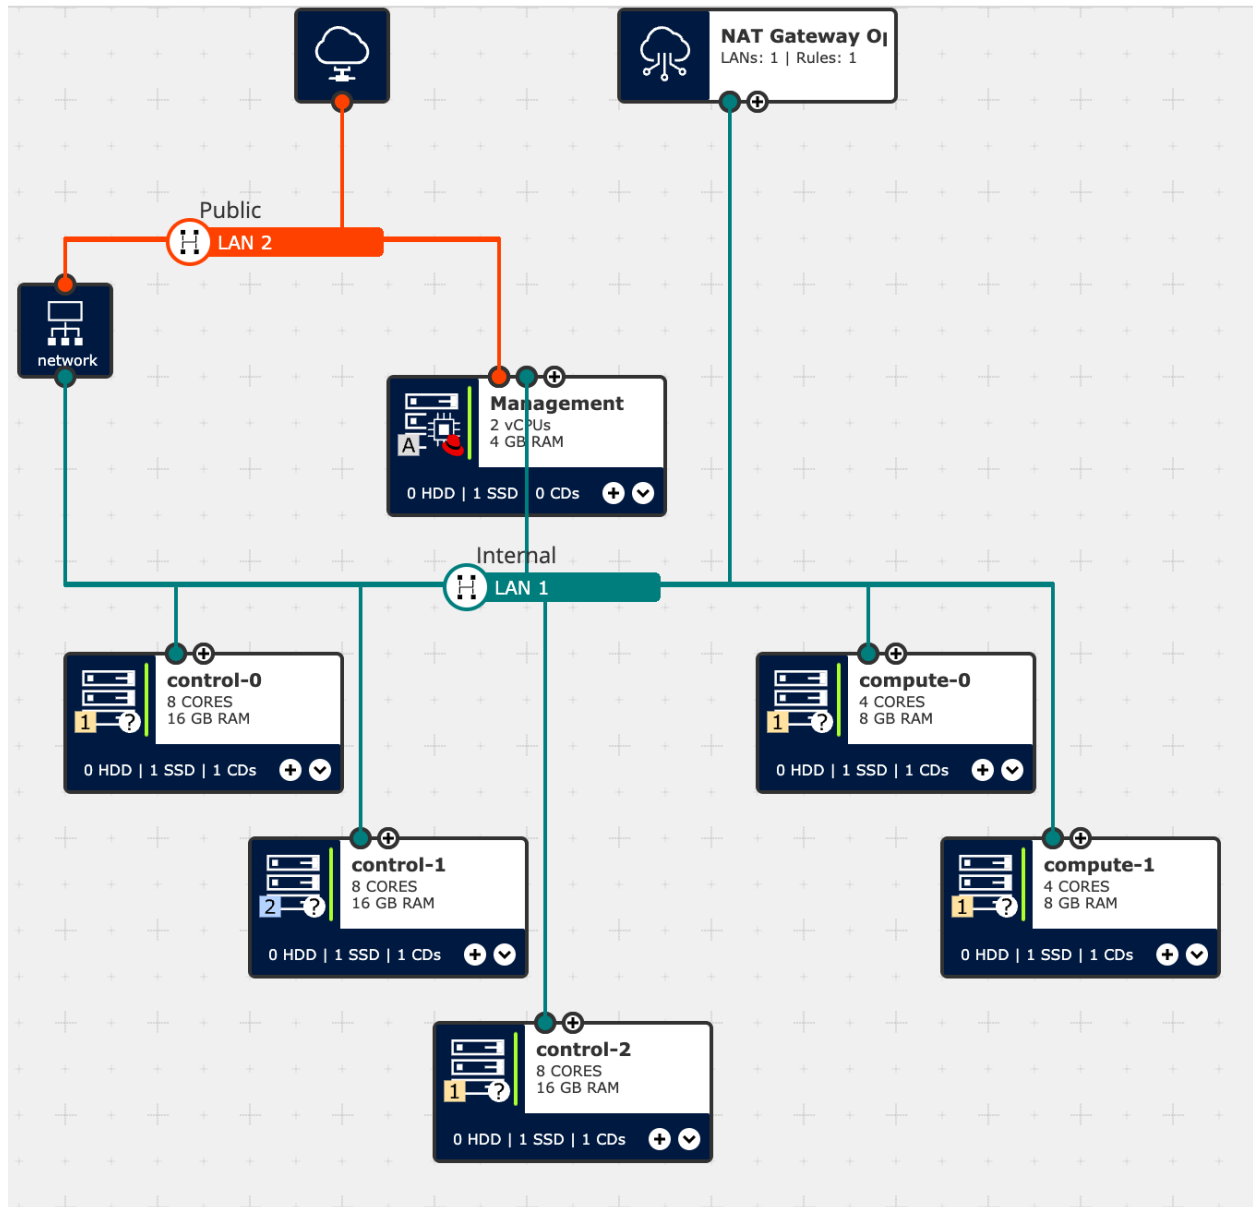 NAT Gateway Op
LANs: 1 | Rules: 1
Public
LAN 2
network
Management
2 vCPUs
4 GB RAM
A
0 HDD | 1 SSD | 0 CDs
Internal
LAN 1
control-0
8 CORES
16 GB RAM
1 ?
0 HDD | 1 SSD | 1 CDs
compute-0
4 CORES
8 GB RAM
1 ?
0 HDD | 1 SSD | 1 CDs
control-1
8 CORES
16 GB RAM
2 ?
0 HDD | 1 SSD | 1 CDs
compute-1
4 CORES
8 GB RAM
1 ?
0 HDD | 1 SSD | 1 CDs
control-2
8 CORES
16 GB RAM
1 ?
0 HDD | 1 SSD | 1 CDs